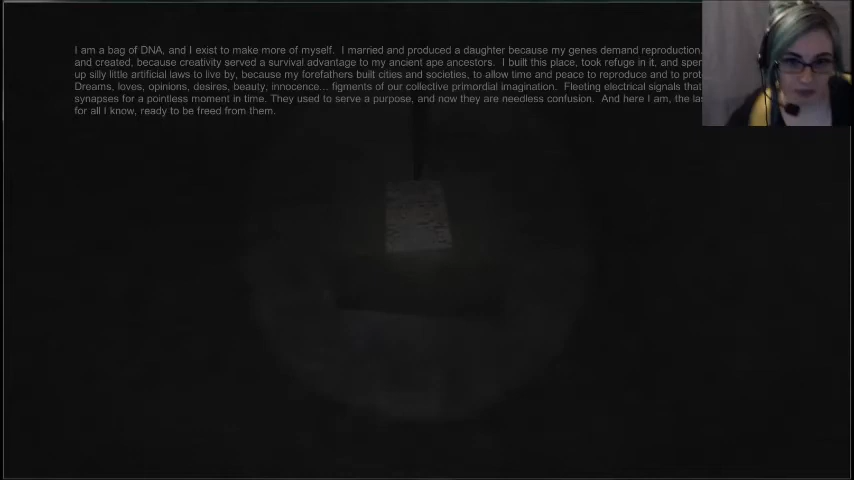 I am a bag of DNA, and I exist to make more of myself.  I married and produced a daughter because my genes demand reproduction.
and created, because creativity served a survival advantage to my ancient ape ancestors.  I built this place, took refuge in it, and
up silly little artificial laws to live by, because my forefathers built cities and societies, to allow time and peace to reproduce and to
Dreams, loves, opinions, desires, beauty, innocence... figments of our collective primordial imagination.  Fleeting electrical signals that
synapses for a pointless moment in time. They used to serve a purpose, and now they are needless confusion.  And here I am, the
for all I know, ready to be freed from them.